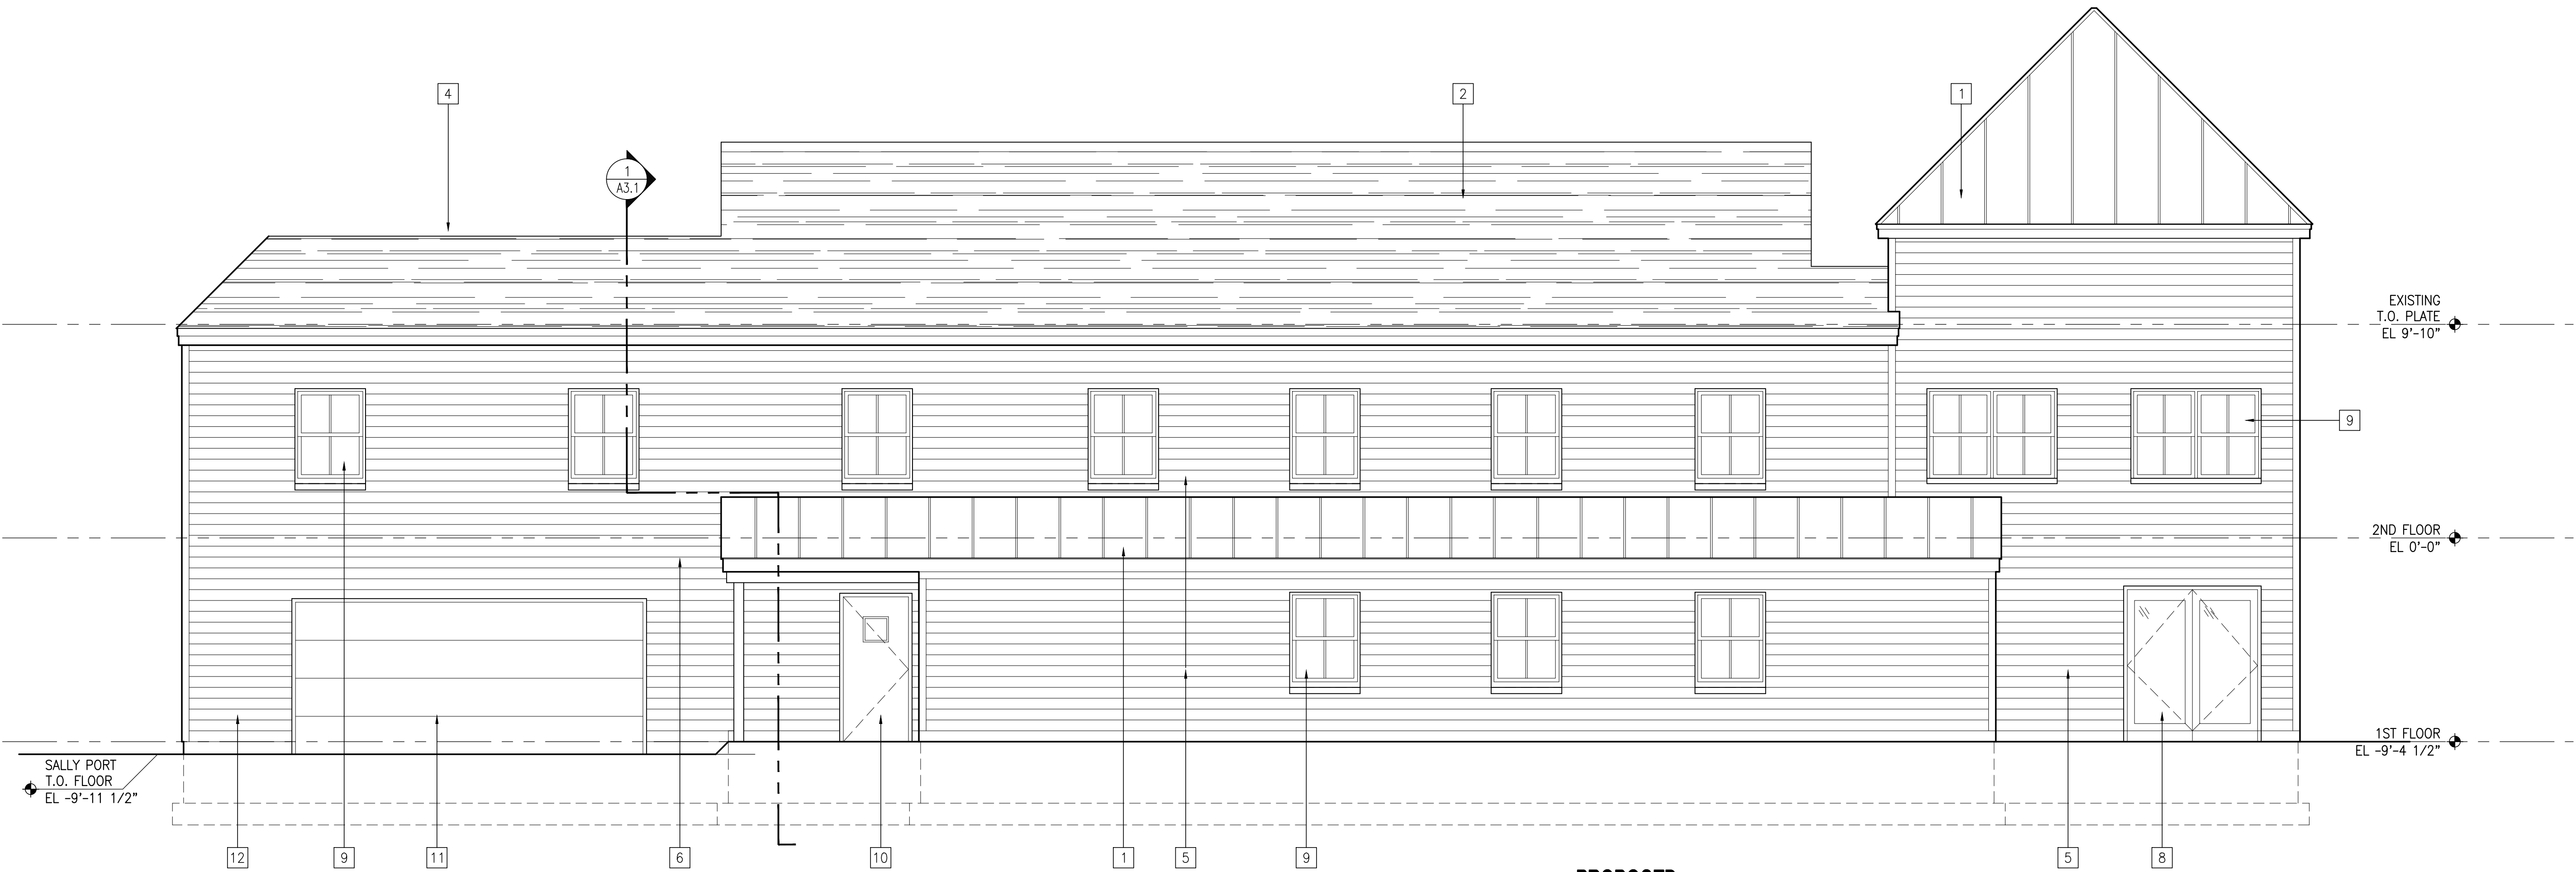 4
2
1
1
A3.1
EXISTING
T.O. PLATE
EL 9'-10"
9
2ND FLOOR
EL 0'-0"
1ST FLOOR
EL -9'-4 1/2"
SALLY PORT
T.O. FLOOR
EL -9'-11 1/2"
12
9
11
6
10
1
5
9
5
8
PROPOSED